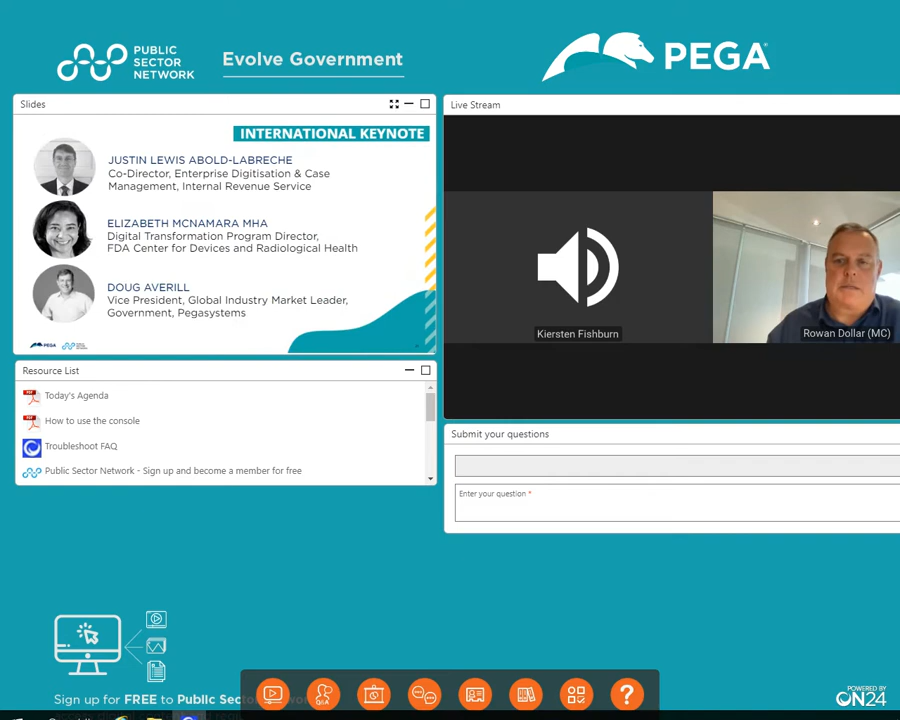 PUBLIC
SECTOR
NETWORK
Evolve Government
PEGA
Slides
INTERNATIONAL KEYNOTE
JUSTIN LEWIS ABOLD-LABRECHE
Co-Director, Enterprise Digitisation & Case
Management, Internal Revenue Service
ELIZABETH MCNAMARA MHA
Digital Transformation Program Director,
FDA Center for Devices and Radiological Health
DOUG AVERILL
Vice President, Global Industry Market Leader,
Government, Pegasystems
PEGA
Live Stream
Kiersten Fishburn
Rowan Dollar (MC)
Resource List
Today's Agenda
How to use the console
Troubleshoot FAQ
Public Sector Network - Sign up and become a member for free
Submit your questions
Enter your question *
Sign up for FREE to Public Sec
Q&A
?
POWERED BY
ON24